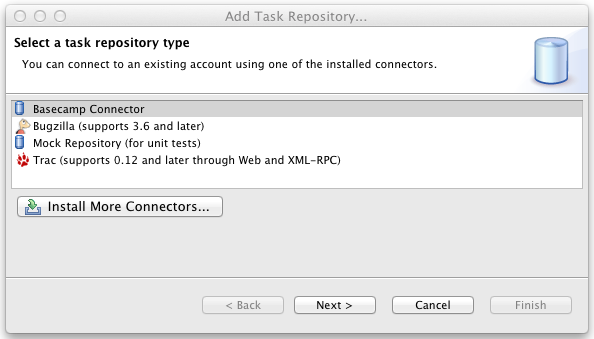 Add Task Repository...
Select a task repository type
You can connect to an existing account using one of the installed connectors.
Basecamp Connector
Bugzilla (supports 3.6 and later)
Mock Repository (for unit tests)
Trac (supports 0.12 and later through Web and XML-RPC)
Install More Connectors...
< Back Next > Cancel Finish